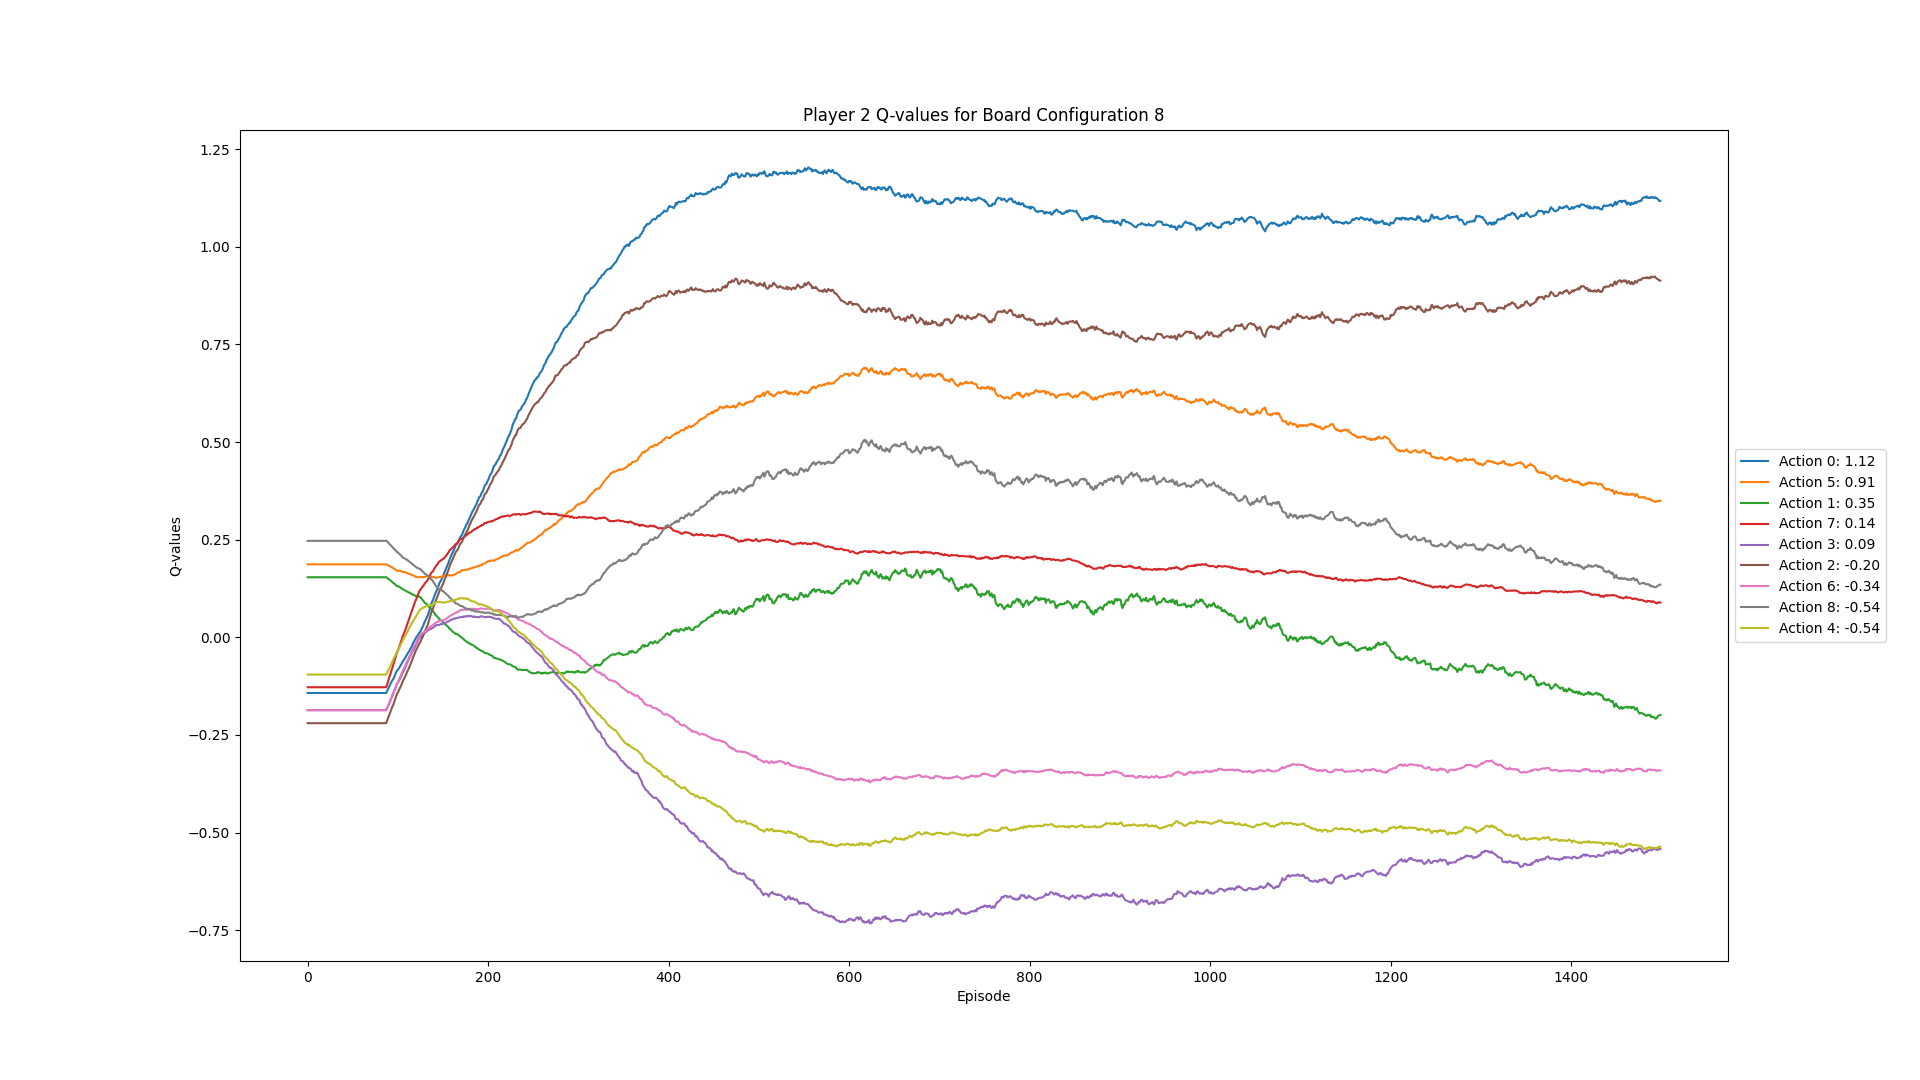 Player 2 Q-values for Board Configuration 8
1.25
1.00
0.75
0.50
0.25
0.00
−0.25
−0.50
−0.75
Q-values
0 200 400 600 800 1000 1200 1400
Episode
Action 0: 1.12
Action 5: 0.91
Action 1: 0.35
Action 7: 0.14
Action 3: 0.09
Action 2: -0.20
Action 6: -0.34
Action 8: -0.54
Action 4: -0.54